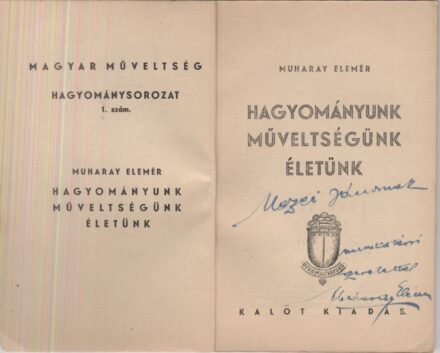 MAGYAR MŰVELTSÉG
HAGYOMÁNYSOROZAT
1. szám.
MUHARAY ELEMÉR
HAGYOMÁNYUNK
MŰVELTSÉGÜNK
ÉLETÜNK
MUHARAY ELEMÉR
HAGYOMÁNYUNK
MŰVELTSÉGÜNK
ÉLETÜNK
Mezei Jánosnak
munkatársi
szeretettel
Muharay Elemér
KALÓT KIADÁS.